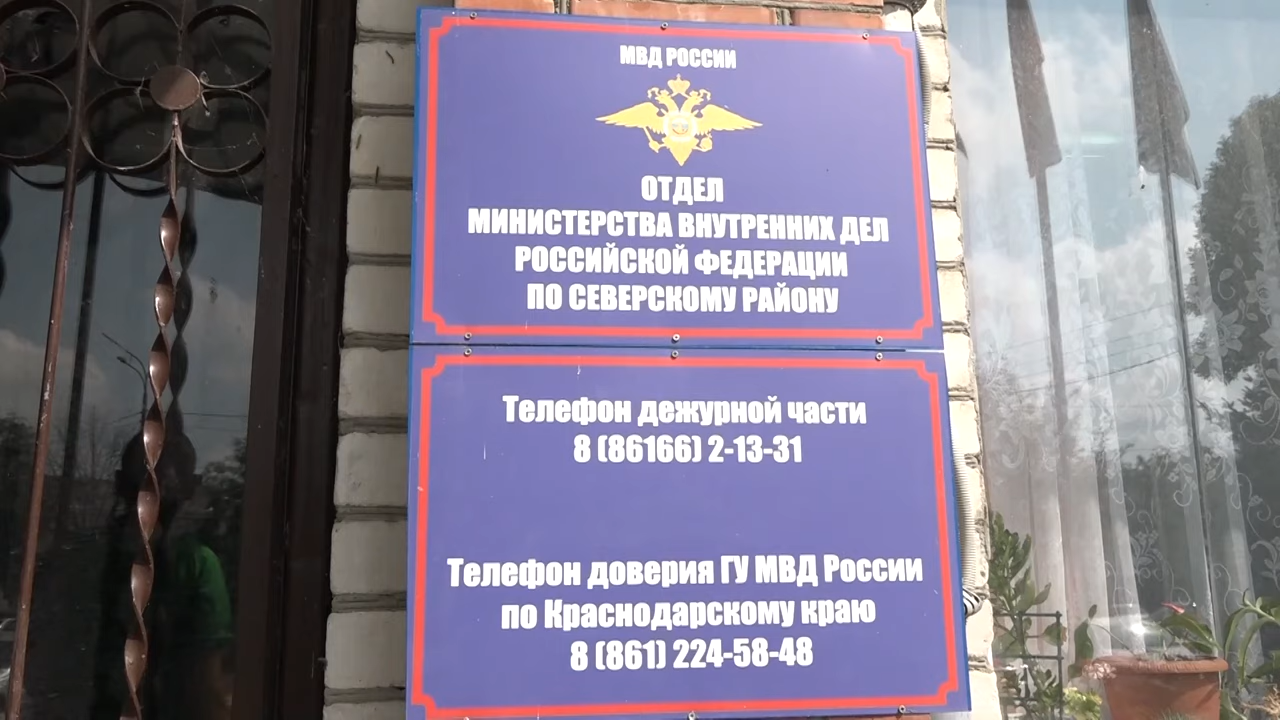 МВД РОССИИ
ОТДЕЛ
МИНИСТЕРСТВА ВНУТРЕННИХ ДЕЛ
РОССИЙСКОЙ ФЕДЕРАЦИИ
ПО СЕВЕРСКОМУ РАЙОНУ
Телефон дежурной части
8 (86166) 2-13-31
Телефон доверия ГУ МВД России
по Краснодарскому краю
8 (861) 224-58-48